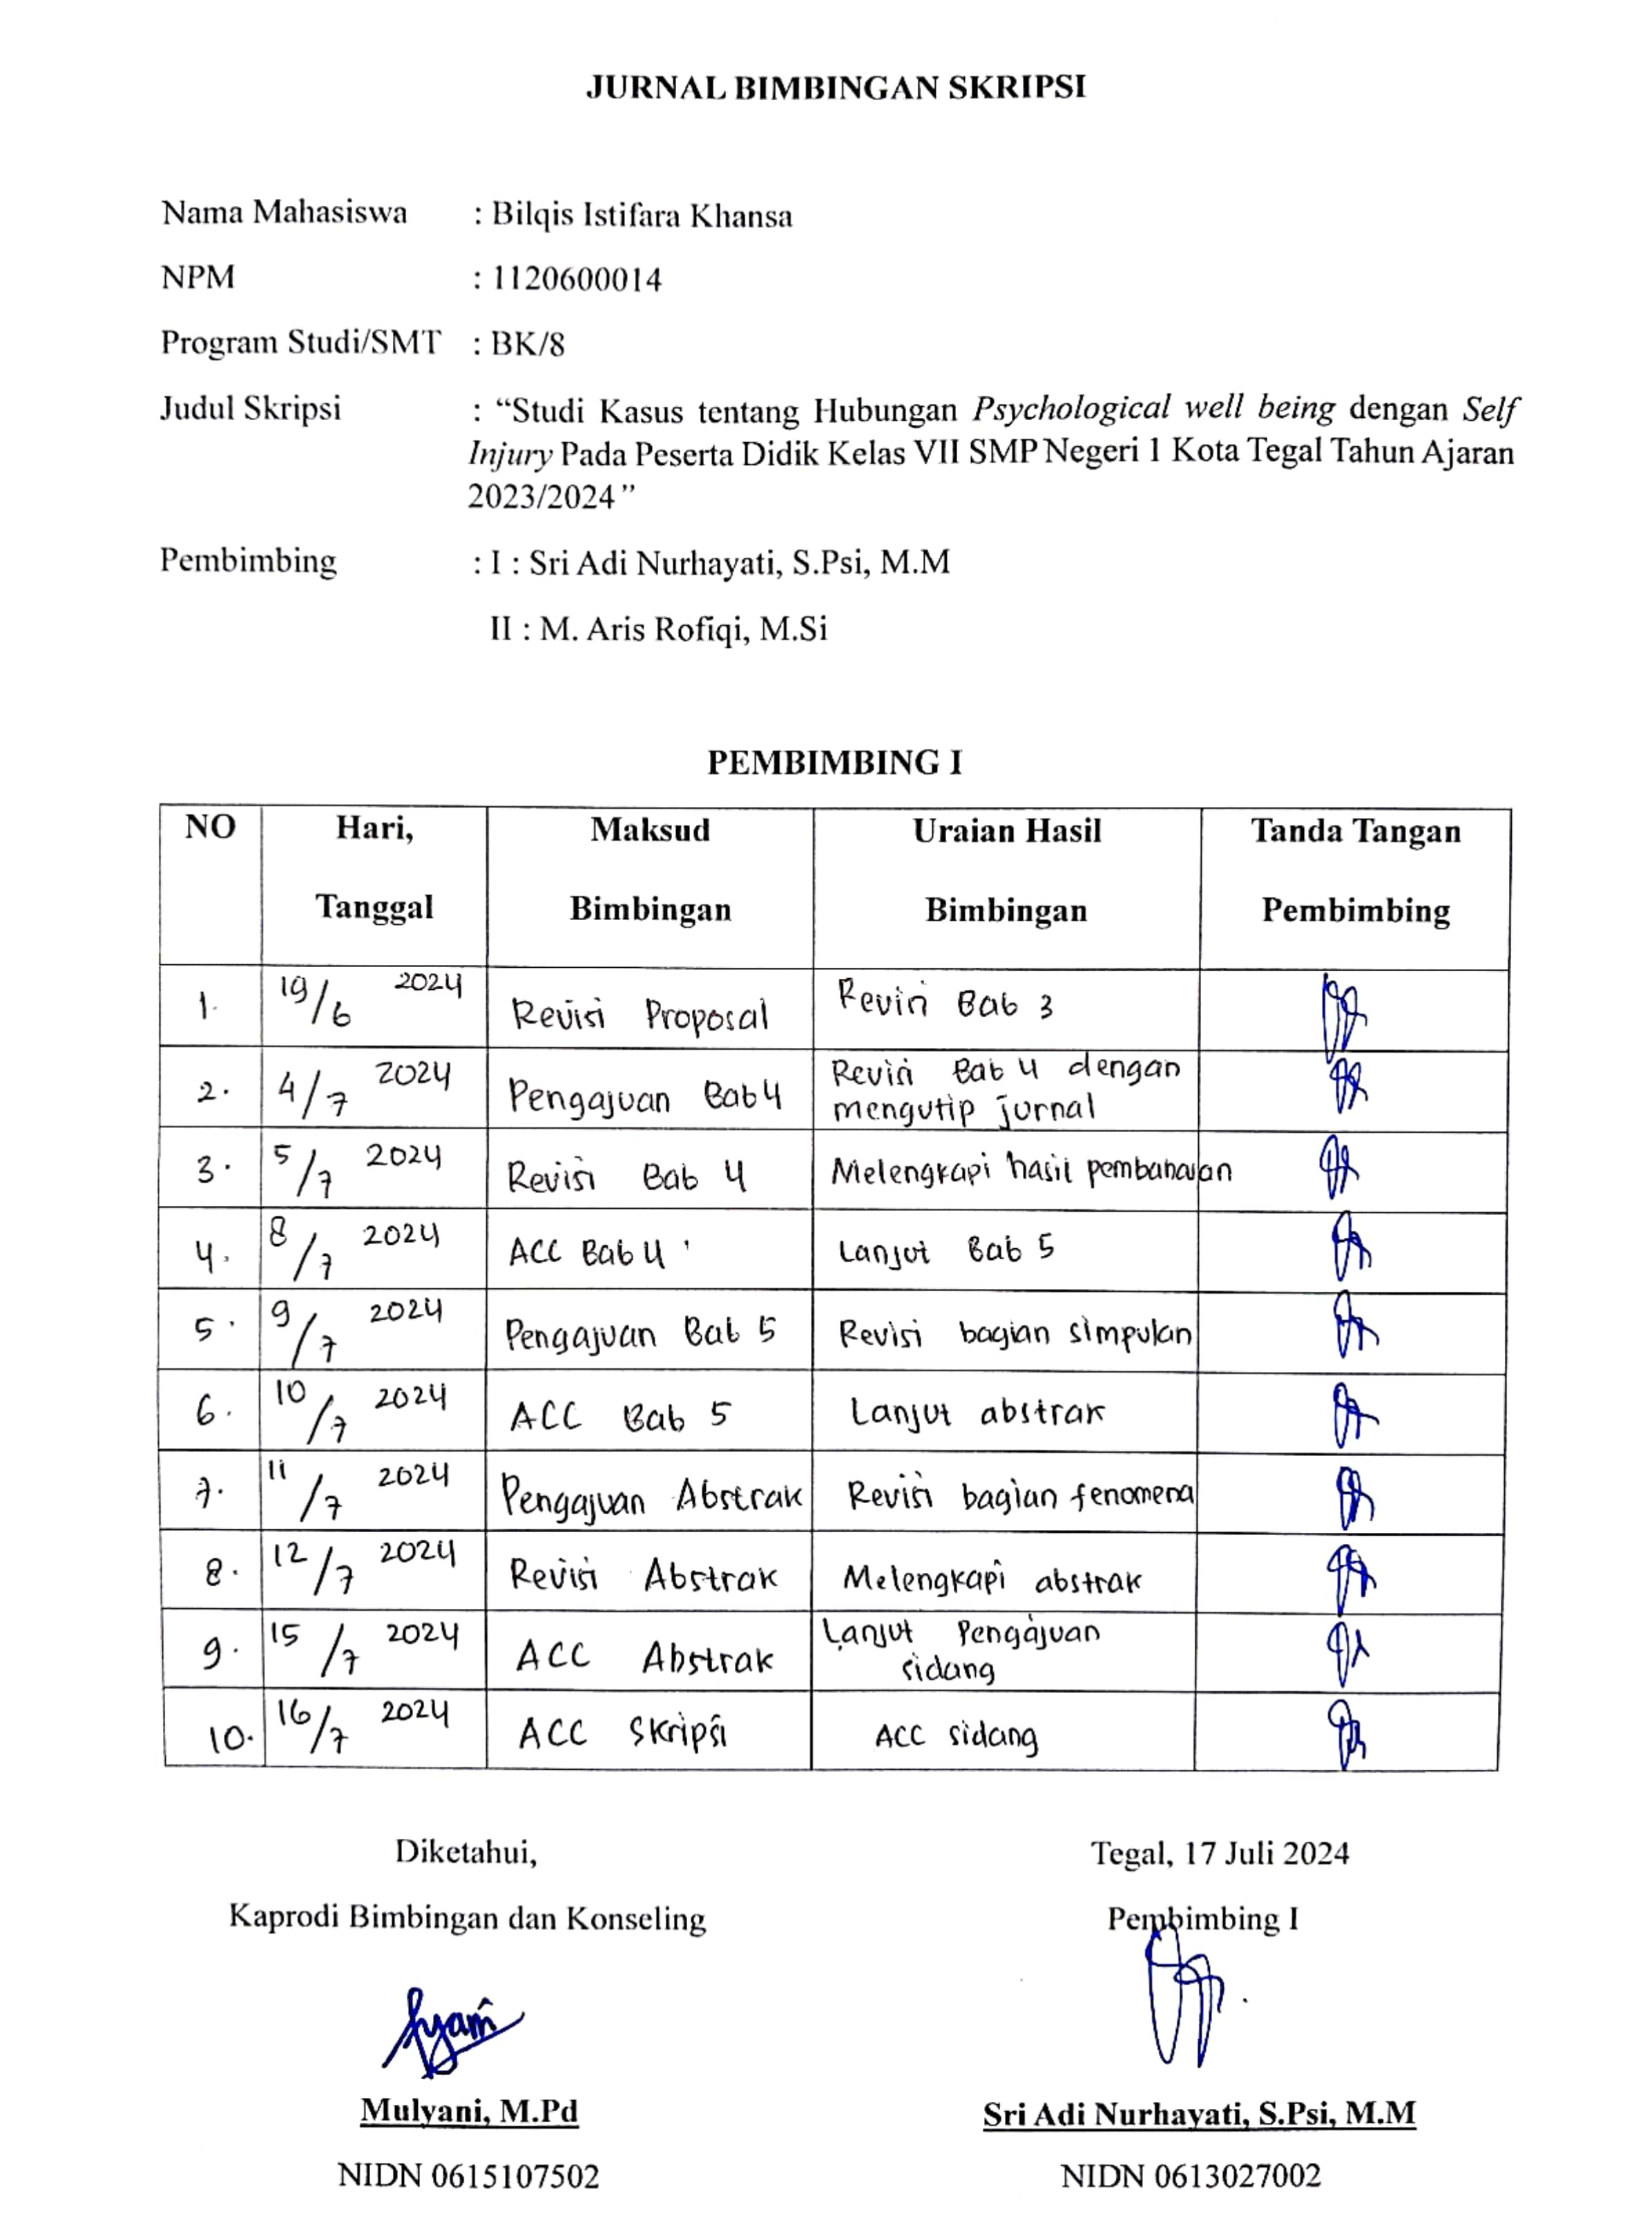 JURNAL BIMBINGAN SKRIPSI
Nama Mahasiswa : Bilqis Istifara Khansa
NPM : 1120600014
Program Studi/SMT : BK/8
Judul Skripsi : “Studi Kasus tentang Hubungan Psychological well being dengan Self
Injury Pada Peserta Didik Kelas VII SMP Negeri 1 Kota Tegal Tahun Ajaran
2023/2024”
Pembimbing : I : Sri Adi Nurhayati, S.Psi, M.M
II : M. Aris Rofiqi, M.Si
PEMBIMBING I
NO Hari, Maksud Uraian Hasil Tanda Tangan
Tanggal Bimbingan Bimbingan Pembimbing
1. 19/6 2024 Revisi Proposal Revisi Bab 3
2. 4/7 2024 Pengajuan Bab 4 Revisi Bab 4 dengan
mengutip jurnal
3. 5/7 2024 Revisi Bab 4 Melengkapi hasil pembahasan
4. 8/7 2024 ACC Bab 4 Lanjut Bab 5
5. 9/7 2024 Pengajuan Bab 5 Revisi bagian simpulan
6. 10/7 2024 ACC Bab 5 Lanjut abstrak
7. 11/7 2024 Pengajuan Abstrak Revisi bagian fenomena
8. 12/7 2024 Revisi Abstrak Melengkapi abstrak
9. 15/7 2024 ACC Abstrak Lanjut Pengajuan
sidang
10. 16/7 2024 ACC Skripsi ACC sidang
Diketahui, Tegal, 17 Juli 2024
Kaprodi Bimbingan dan Konseling Pembimbing I
Mulyani, M.Pd Sri Adi Nurhayati, S.Psi, M.M
NIDN 0615107502 NIDN 0613027002